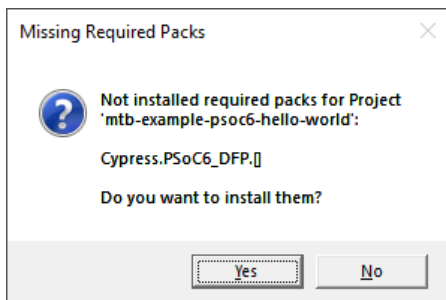 Missing Required Packs
Not installed required packs for Project
'mtb-example-psoc6-hello-world':
Cypress.PSoC6_DFP.[]
Do you want to install them?
Yes
No